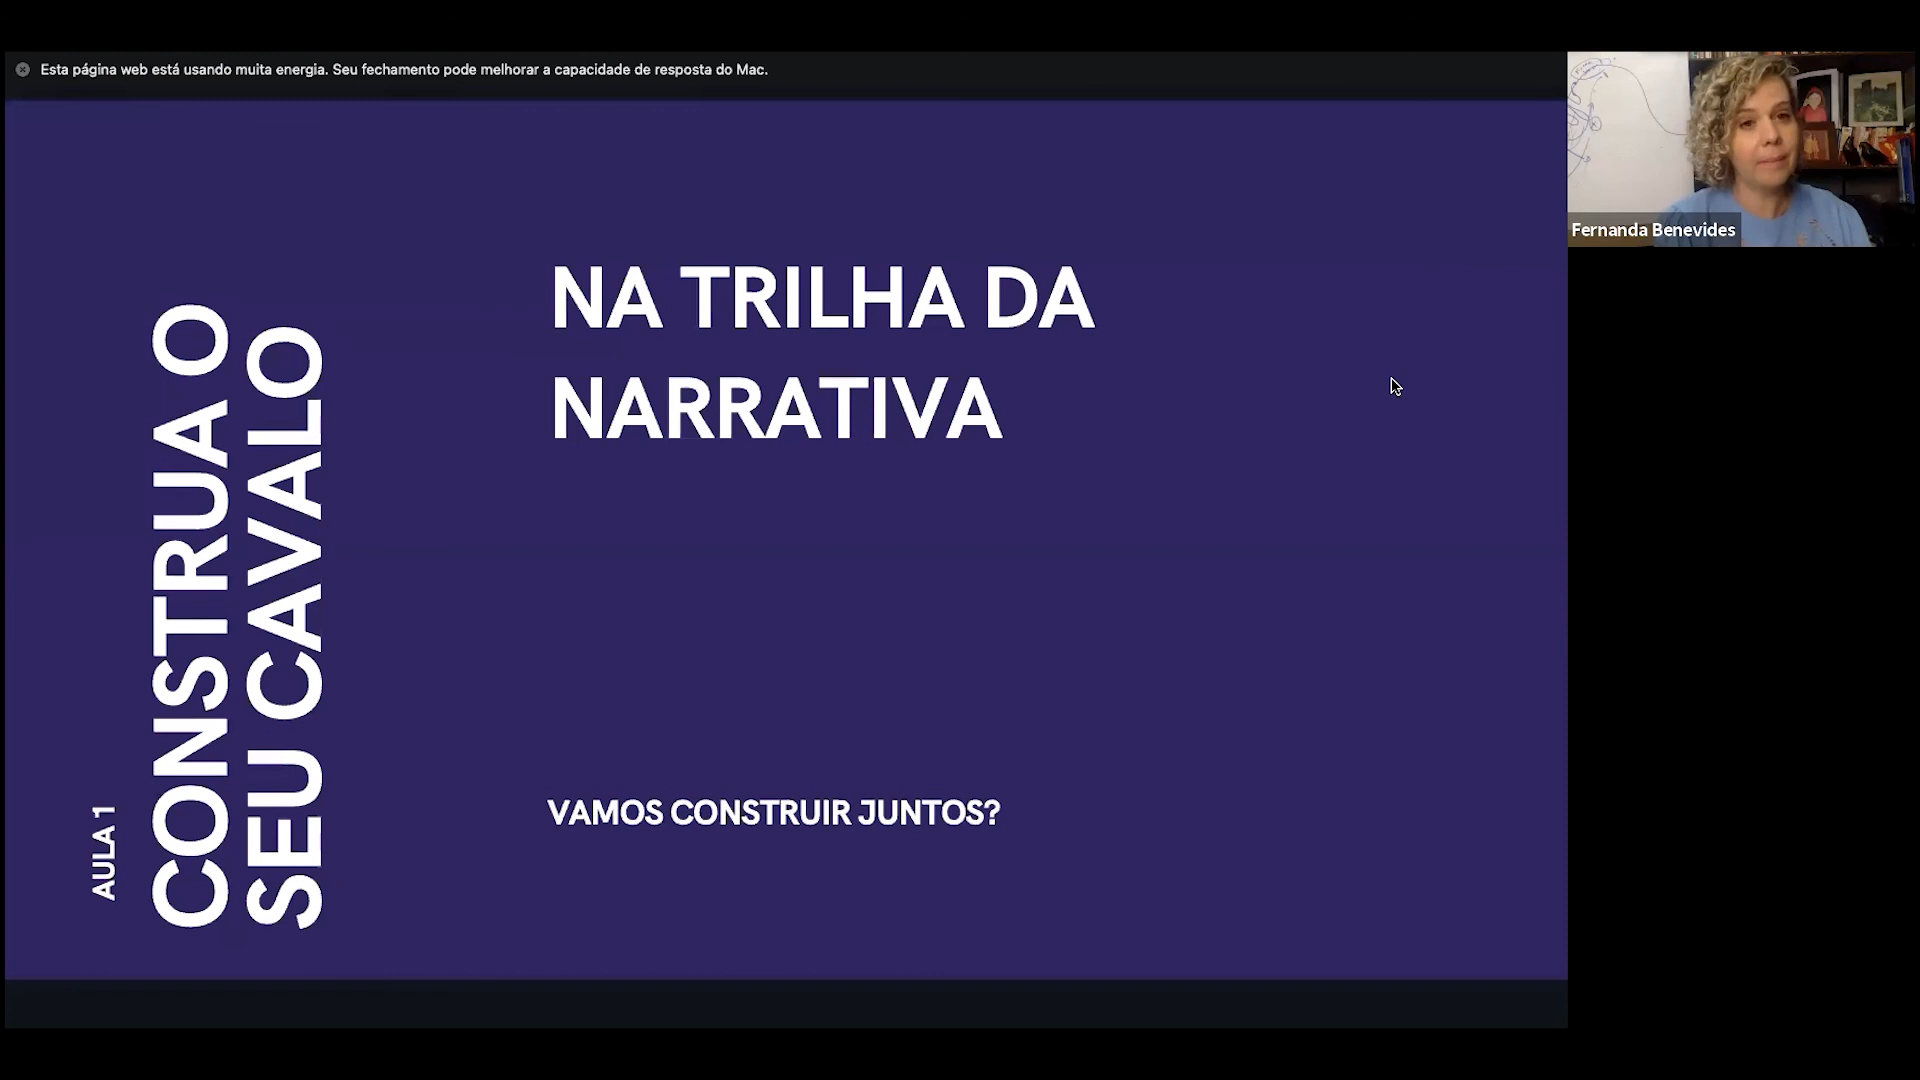 Esta página web está usando muita energia. Seu fechamento pode melhorar a capacidade de resposta do Mac.
Fernanda Benevides
AULA 1
CONSTRUA O
SEU CAVALO
NA TRILHA DA
NARRATIVA
VAMOS CONSTRUIR JUNTOS?